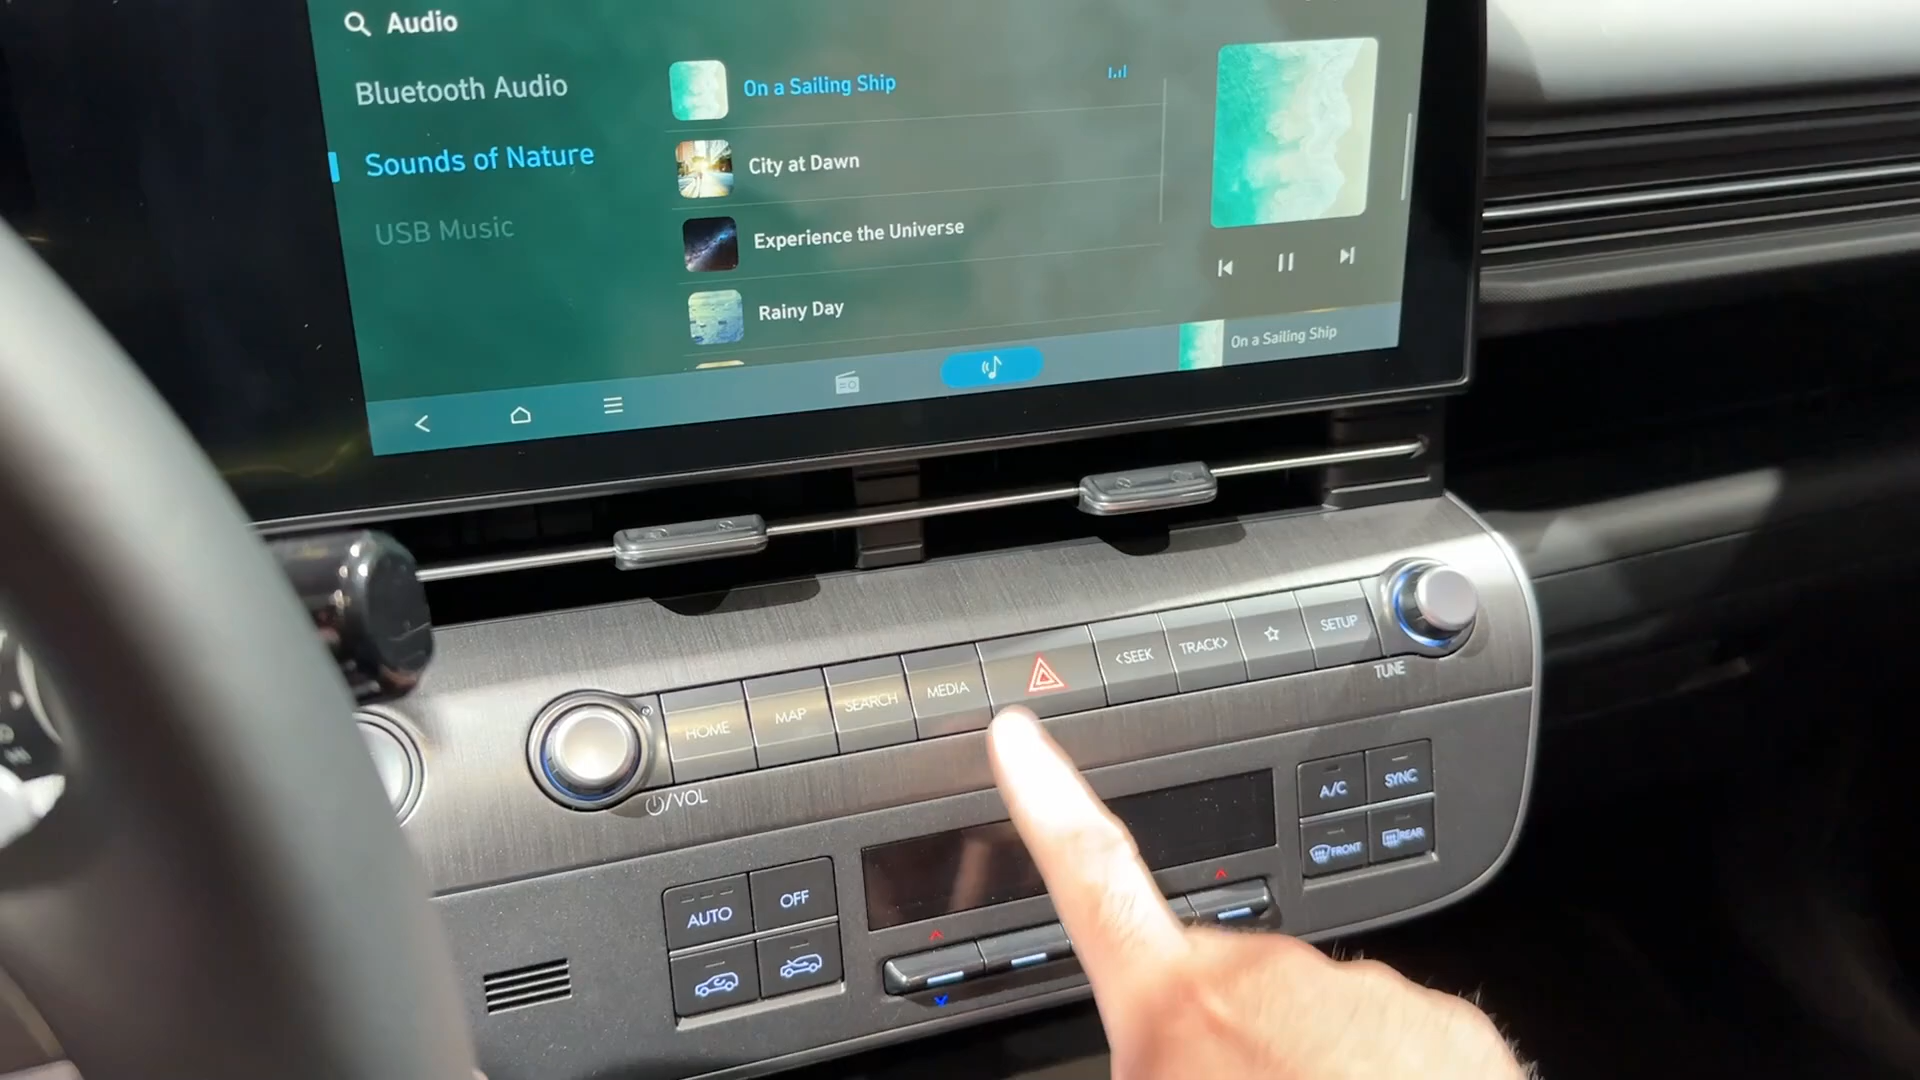 Audio
Bluetooth Audio
Sounds of Nature
USB Music
On a Sailing Ship
City at Dawn
Experience the Universe
Rainy Day
On a Sailing Ship
HOME
MAP
SEARCH
MEDIA
<SEEK
TRACK>
SETUP
/VOL
TUNE
AUTO
OFF
A/C
SYNC
FRONT
REAR